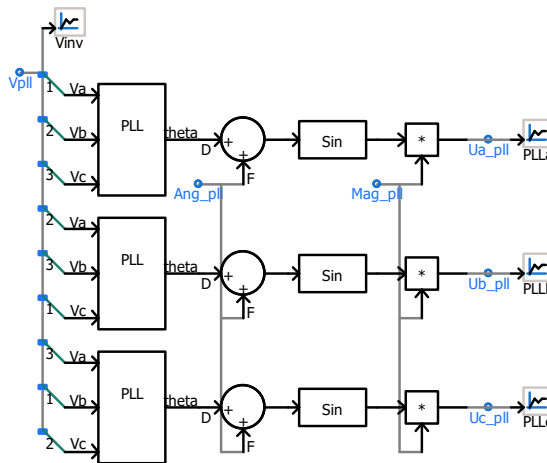 Vinv
Vpll
1 Va
2 Vb
3 Vc
PLL
theta
D + +
F
Sin
*
Ua_pll
PLLa
Ang_pll
Mag_pll
2 Va
3 Vb
1 Vc
PLL
theta
D + +
F
Sin
*
Ub_pll
3 Va
1 Vb
2 Vc
PLL
theta
D + +
F
Sin
*
Uc_pll